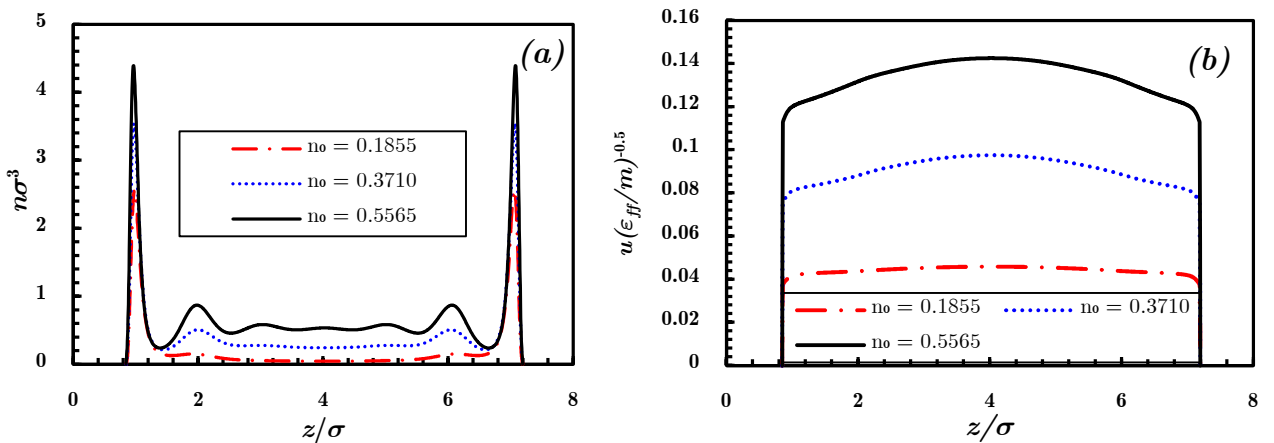 (a)
5
4
3
2
1
0
nσ³
n₀ = 0.1855
n₀ = 0.3710
n₀ = 0.5565
0 2 4 6 8
z/σ
(b)
0.16
0.14
0.12
0.1
0.08
0.06
0.04
0.02
0
u(ε_ff/m)^-0.5
n₀ = 0.1855 n₀ = 0.3710
n₀ = 0.5565
0 2 4 6 8
z/σ